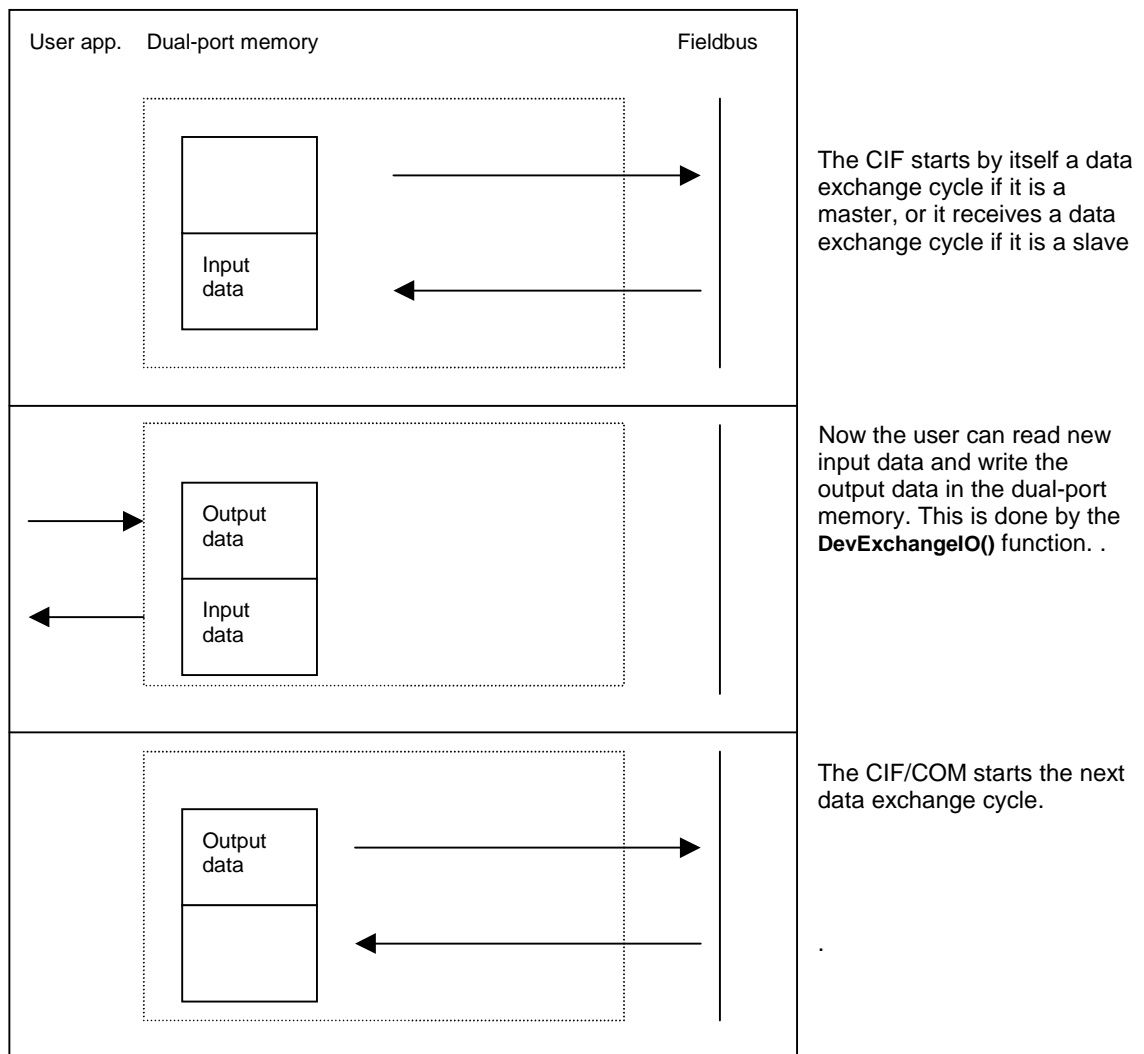 User app. Dual-port memory Fieldbus
Input
data
The CIF starts by itself a data
exchange cycle if it is a
master, or it receives a data
exchange cycle if it is a slave
Output
data
Input
data
Now the user can read new
input data and write the
output data in the dual-port
memory. This is done by the
DevExchangeIO() function. .
Output
data
The CIF/COM starts the next
data exchange cycle.
.